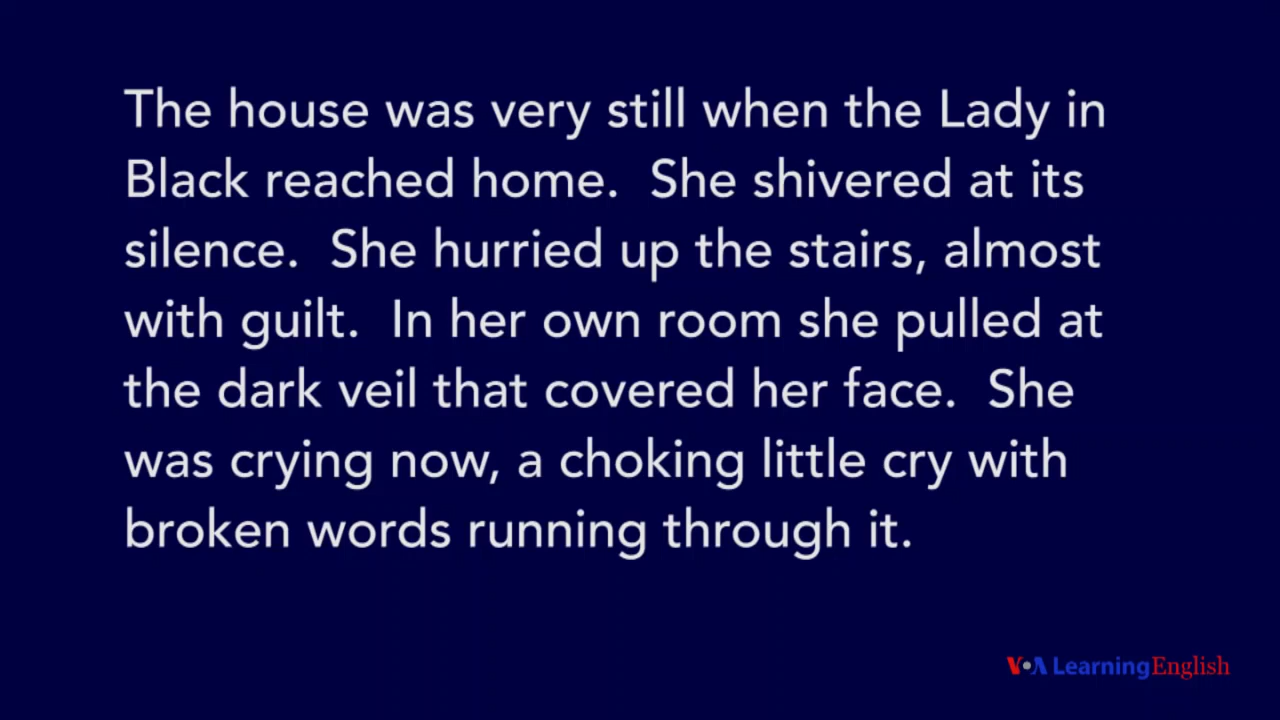 The house was very still when the Lady in
Black reached home.  She shivered at its
silence.  She hurried up the stairs, almost
with guilt.  In her own room she pulled at
the dark veil that covered her face.  She
was crying now, a choking little cry with
broken words running through it.
VOA Learning English